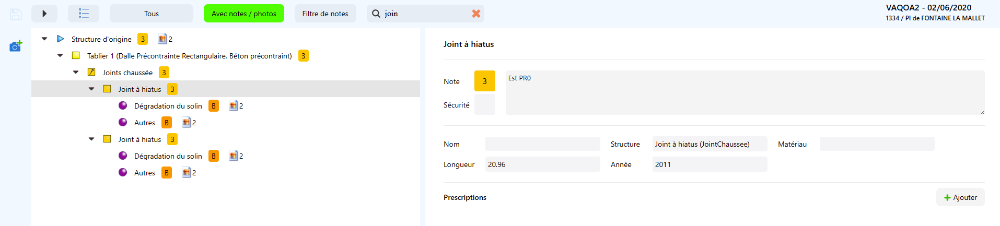 Tous
Avec notes / photos
Filtre de notes
join
VAQOA2 - 02/06/2020
1334 / PI de FONTAINE LA MALLET
Structure d'origine 3 2
Tablier 1 (Dalle Précontrainte Rectangulaire, Béton précontraint) 3
Joints chaussée 3
Joint à hiatus 3
Dégradation du solin B 2
Autres B 2
Joint à hiatus 3
Dégradation du solin B 2
Autres B 2
Joint à hiatus
Note 3 Est PR0
Sécurité
Nom Structure Joint à hiatus (JointChaussee) Matériau
Longueur 20.96 Année 2011
Prescriptions Ajouter